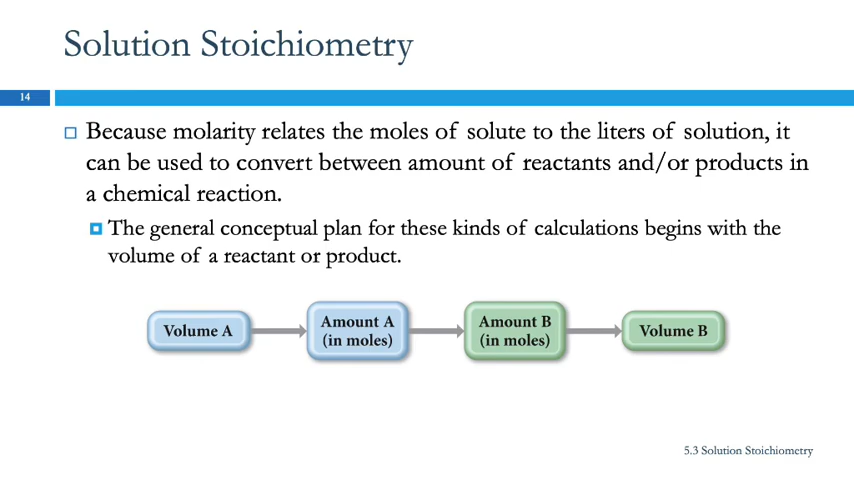 Solution Stoichiometry
14
Because molarity relates the moles of solute to the liters of solution, it
can be used to convert between amount of reactants and/or products in
a chemical reaction.
The general conceptual plan for these kinds of calculations begins with the
volume of a reactant or product.
Volume A
Amount A
(in moles)
Amount B
(in moles)
Volume B
5.3 Solution Stoichiometry